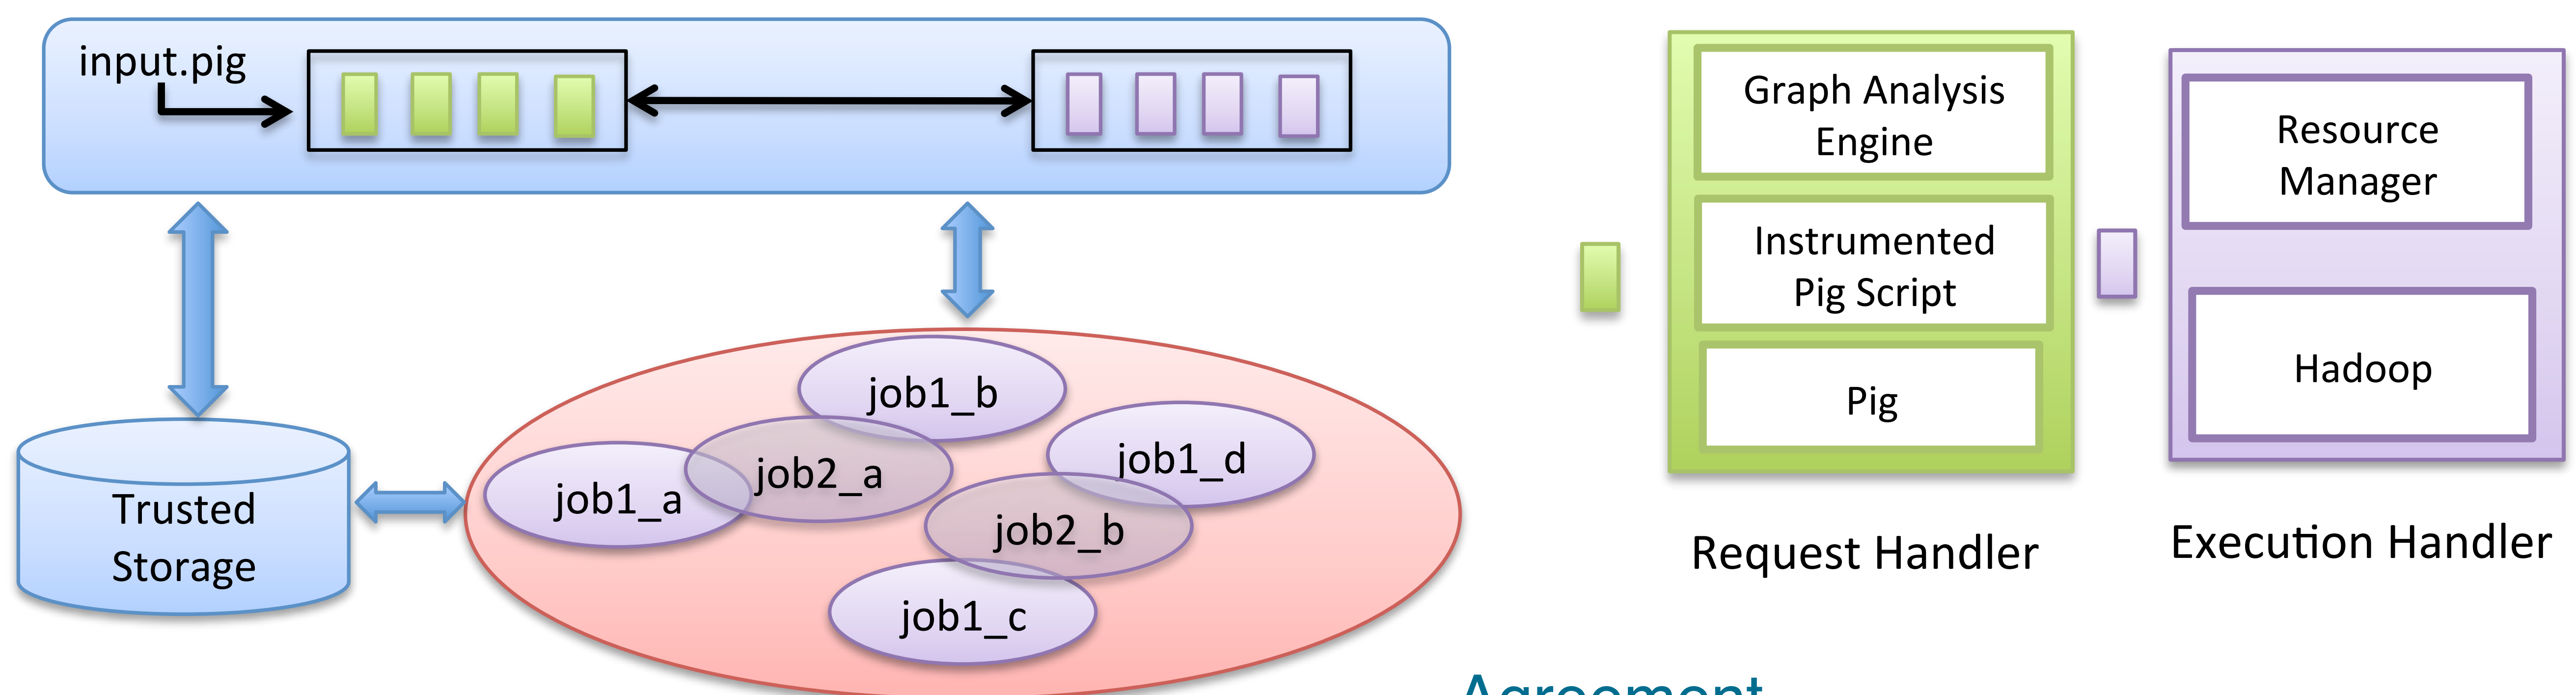 input.pig
Trusted
Storage
job1_b
job1_d
job2_a
job1_a
job2_b
job1_c
Graph Analysis
Engine
Instrumented
Pig Script
Pig
Request Handler
Resource
Manager
Hadoop
Execution Handler
Agreement